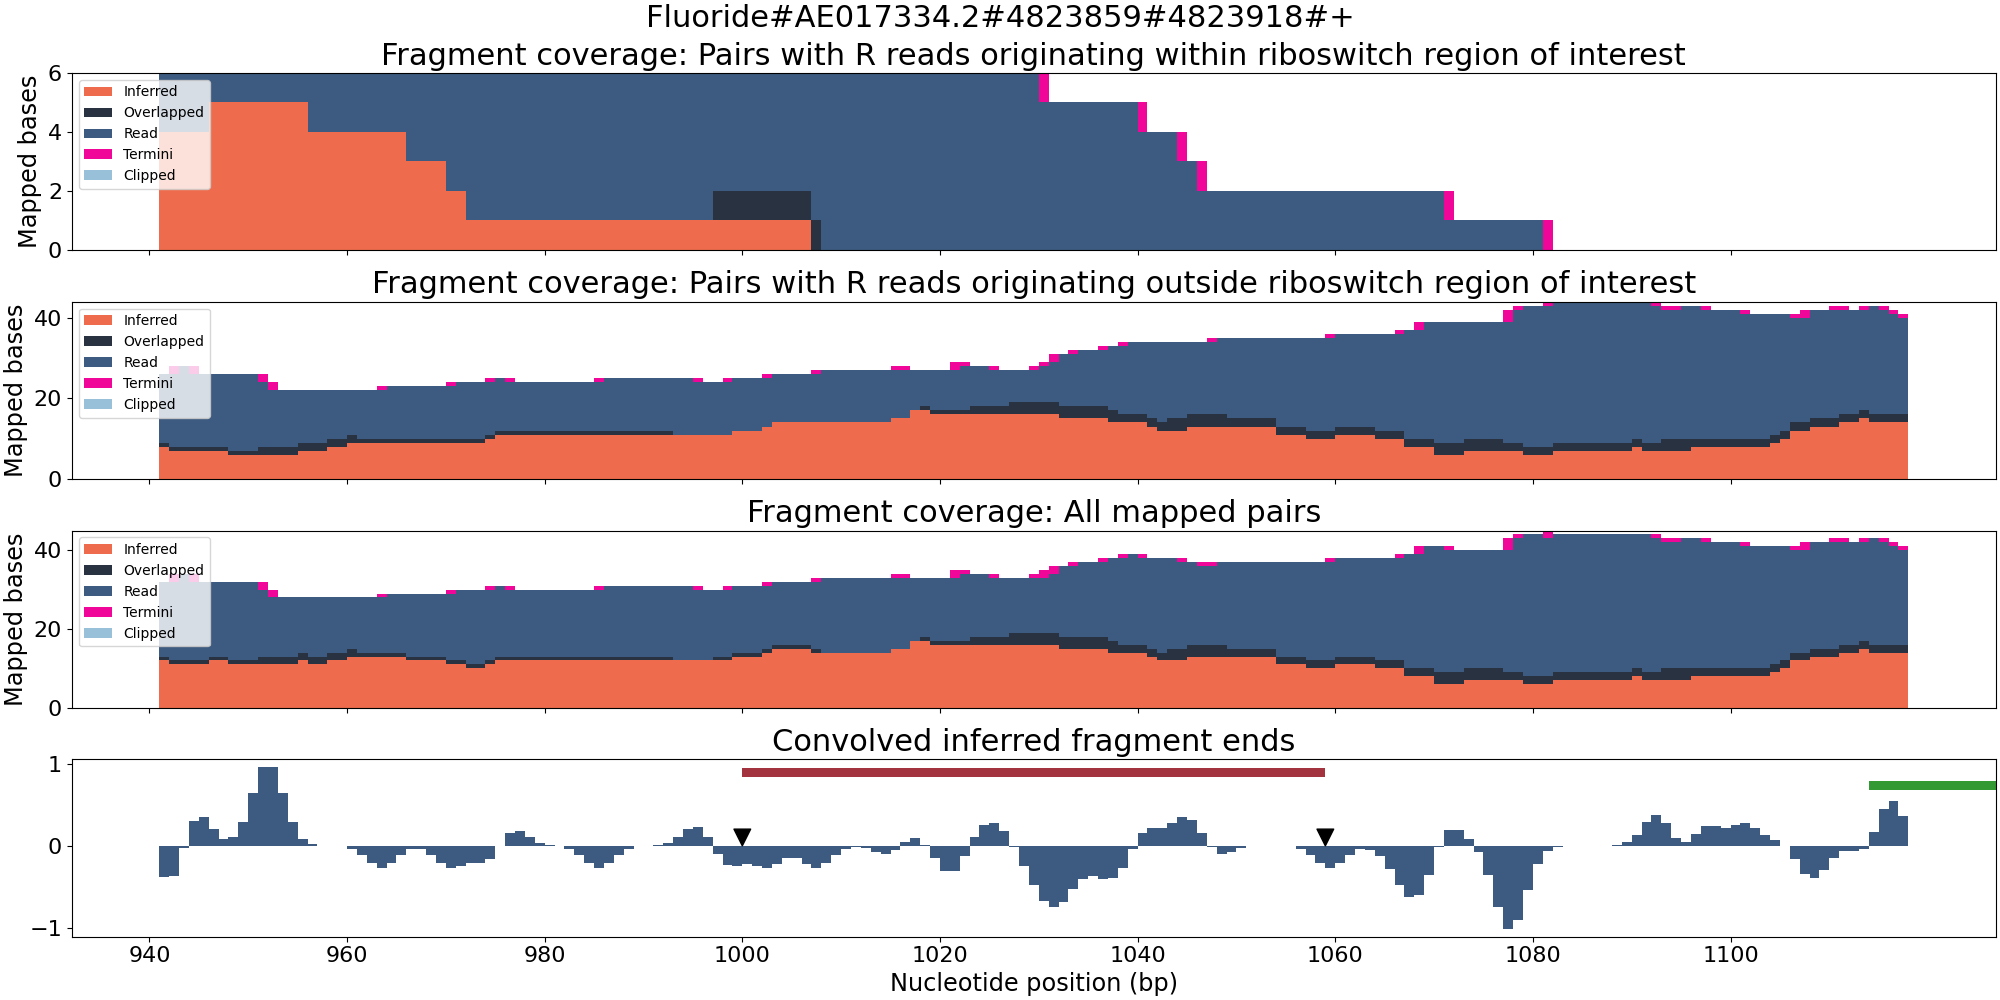 Fluoride#AE017334.2#4823859#4823918#+
Fragment coverage: Pairs with R reads originating within riboswitch region of interest
Mapped bases
6
4
2
0
Inferred
Overlapped
Read
Termini
Clipped
Fragment coverage: Pairs with R reads originating outside riboswitch region of interest
Mapped bases
40
20
0
Inferred
Overlapped
Read
Termini
Clipped
Fragment coverage: All mapped pairs
Mapped bases
40
20
0
Inferred
Overlapped
Read
Termini
Clipped
Convolved inferred fragment ends
1
0
−1
940 960 980 1000 1020 1040 1060 1080 1100
Nucleotide position (bp)